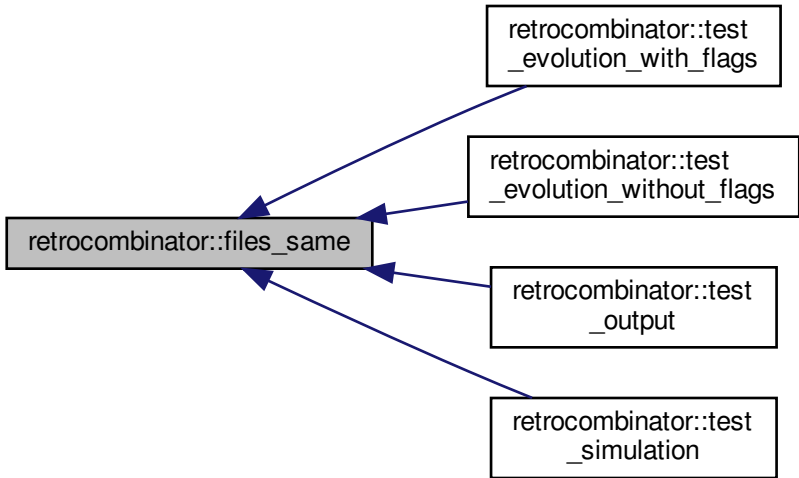 retrocombinator::test
_evolution_with_flags
retrocombinator::test
_evolution_without_flags
retrocombinator::files_same
retrocombinator::test
_output
retrocombinator::test
_simulation